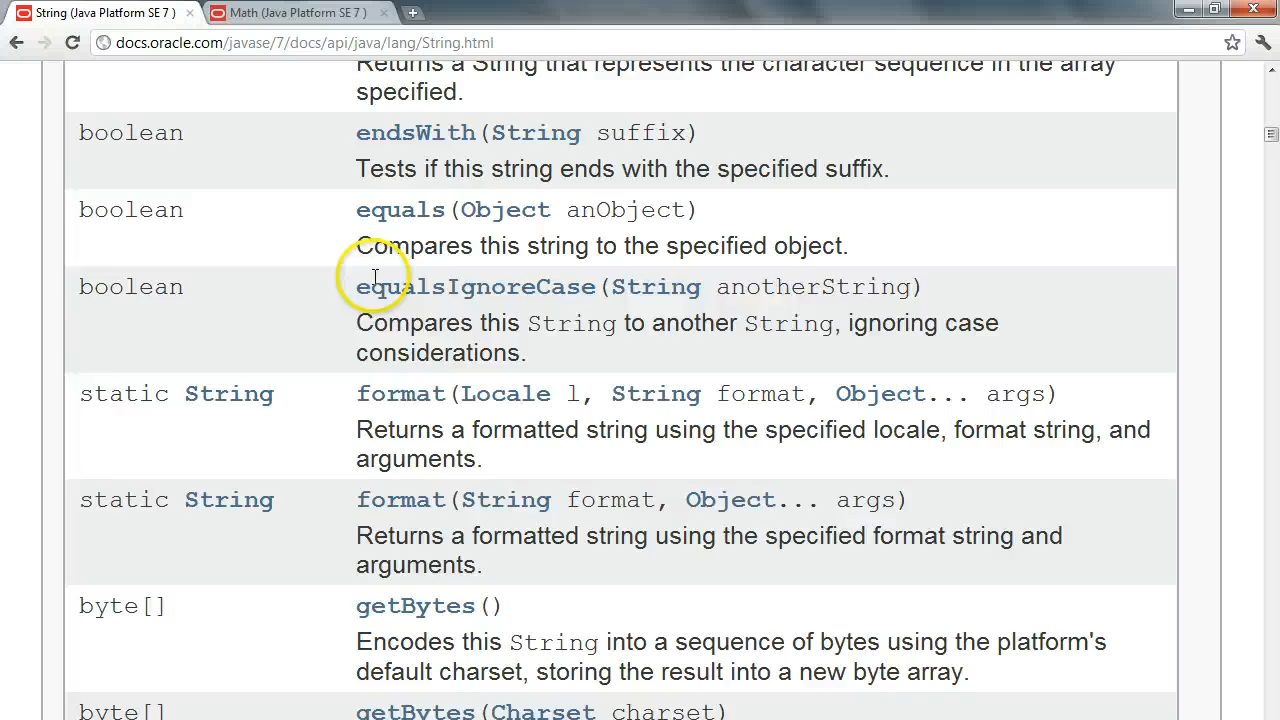 String (Java Platform SE 7 )
Math (Java Platform SE 7 )
docs.oracle.com/javase/7/docs/api/java/lang/String.html
Returns a String that represents the character sequence in the array
specified.
boolean endsWith(String suffix)
Tests if this string ends with the specified suffix.
boolean equals(Object anObject)
Compares this string to the specified object.
boolean equalsIgnoreCase(String anotherString)
Compares this String to another String, ignoring case
considerations.
static String format(Locale l, String format, Object... args)
Returns a formatted string using the specified locale, format string, and
arguments.
static String format(String format, Object... args)
Returns a formatted string using the specified format string and
arguments.
byte[] getBytes()
Encodes this String into a sequence of bytes using the platform's
default charset, storing the result into a new byte array.
byte[] getBytes(Charset charset)